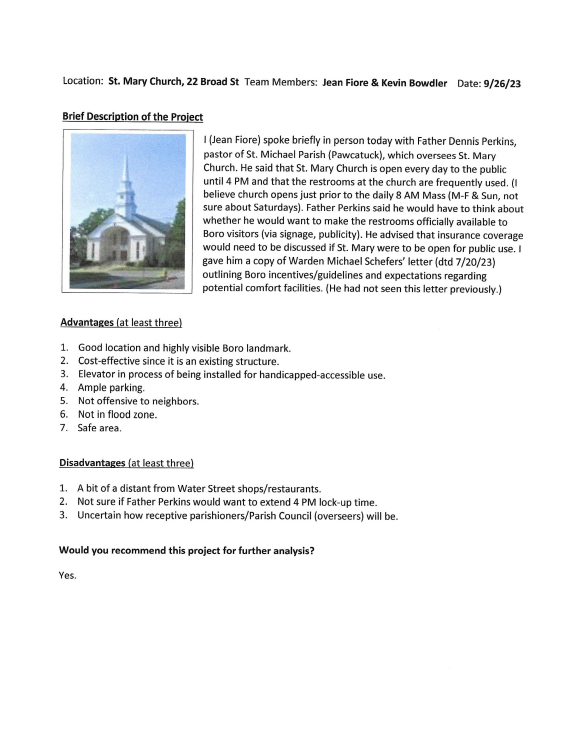 Location: St. Mary Church, 22 Broad St Team Members: Jean Fiore & Kevin Bowdler Date: 9/26/23
Brief Description of the Project
I (Jean Fiore) spoke briefly in person today with Father Dennis Perkins,
pastor of St. Michael Parish (Pawcatuck), which oversees St. Mary
Church. He said that St. Mary Church is open every day to the public
until 4 PM and that the restrooms at the church are frequently used. (I
believe church opens just prior to the daily 8 AM Mass (M-F & Sun, not
sure about Saturdays). Father Perkins said he would have to think about
whether he would want to make the restrooms officially available to
Boro visitors (via signage, publicity). He advised that insurance coverage
would need to be discussed if St. Mary were to be open for public use. I
gave him a copy of Warden Michael Schefers' letter (dtd 7/20/23)
outlining Boro incentives/guidelines and expectations regarding
potential comfort facilities. (He had not seen this letter previously.)
Advantages (at least three)
1. Good location and highly visible Boro landmark.
2. Cost-effective since it is an existing structure.
3. Elevator in process of being installed for handicapped-accessible use.
4. Ample parking.
5. Not offensive to neighbors.
6. Not in flood zone.
7. Safe area.
Disadvantages (at least three)
1. A bit of a distant from Water Street shops/restaurants.
2. Not sure if Father Perkins would want to extend 4 PM lock-up time.
3. Uncertain how receptive parishioners/Parish Council (overseers) will be.
Would you recommend this project for further analysis?
Yes.